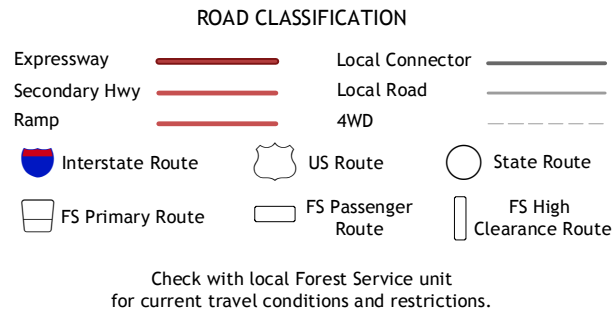 ROAD CLASSIFICATION
Expressway
Local Connector
Secondary Hwy
Local Road
Ramp
4WD
Interstate Route
US Route
State Route
FS Primary Route
FS Passenger
Route
FS High
Clearance Route
Check with local Forest Service unit
for current travel conditions and restrictions.